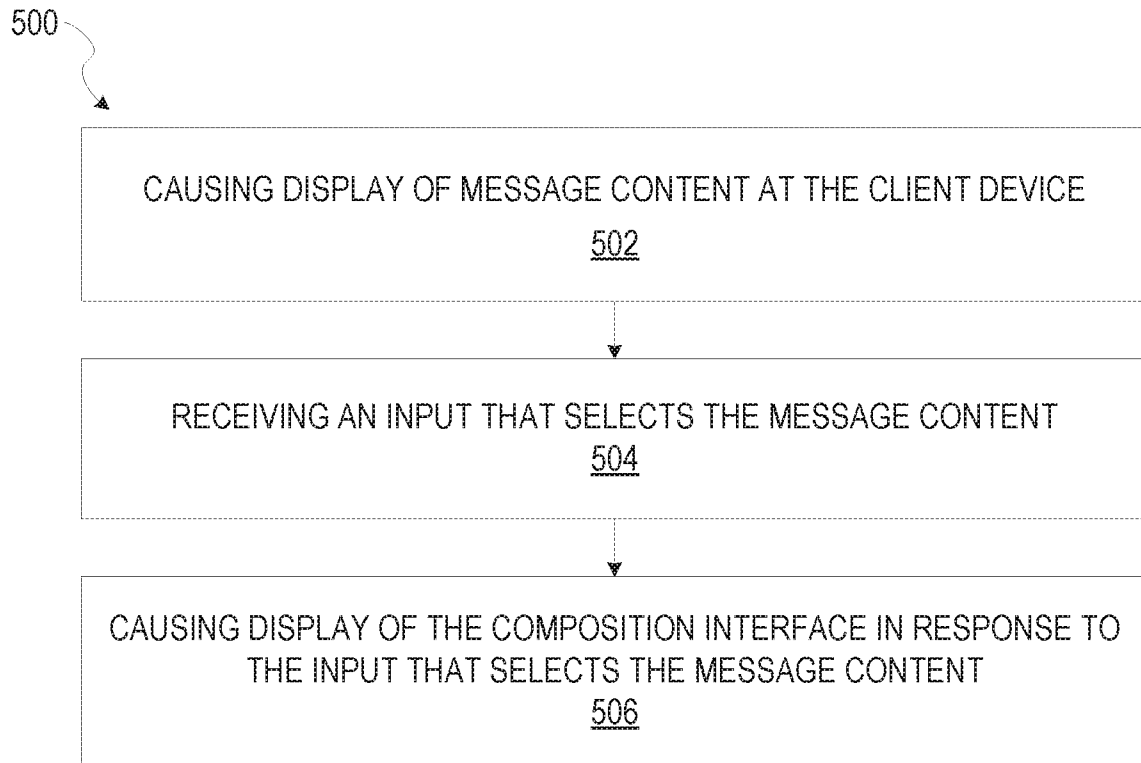 500
CAUSING DISPLAY OF MESSAGE CONTENT AT THE CLIENT DEVICE
502
RECEIVING AN INPUT THAT SELECTS THE MESSAGE CONTENT
504
CAUSING DISPLAY OF THE COMPOSITION INTERFACE IN RESPONSE TO
THE INPUT THAT SELECTS THE MESSAGE CONTENT
506